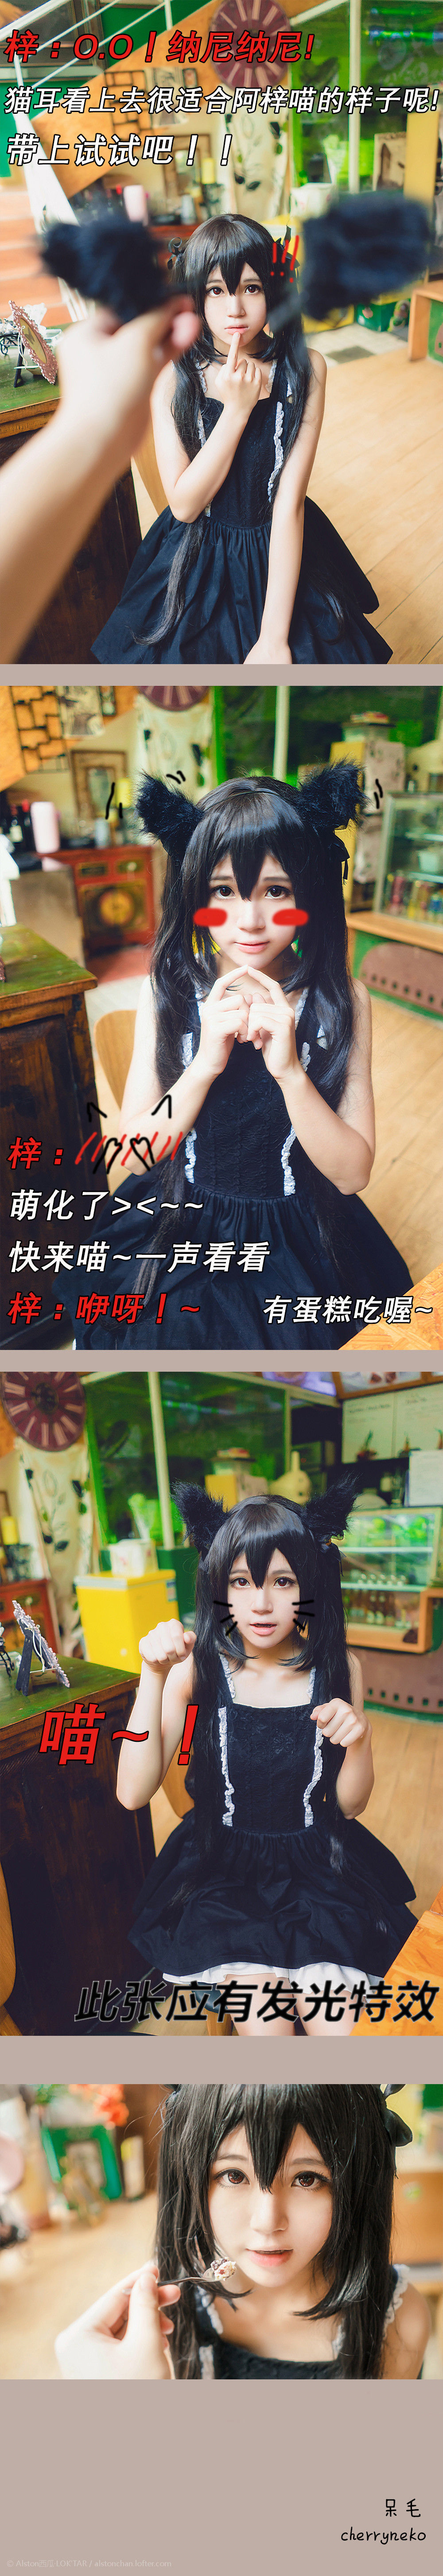 梓：O.O！纳尼纳尼!
猫耳看上去很适合阿梓喵的样子呢!
带上试试吧！！
!!!
梓：
萌化了><~~
快来喵~一声看看
梓：咿呀！~
有蛋糕吃喔~
喵~！
此张应有发光特效
呆毛
cherryneko